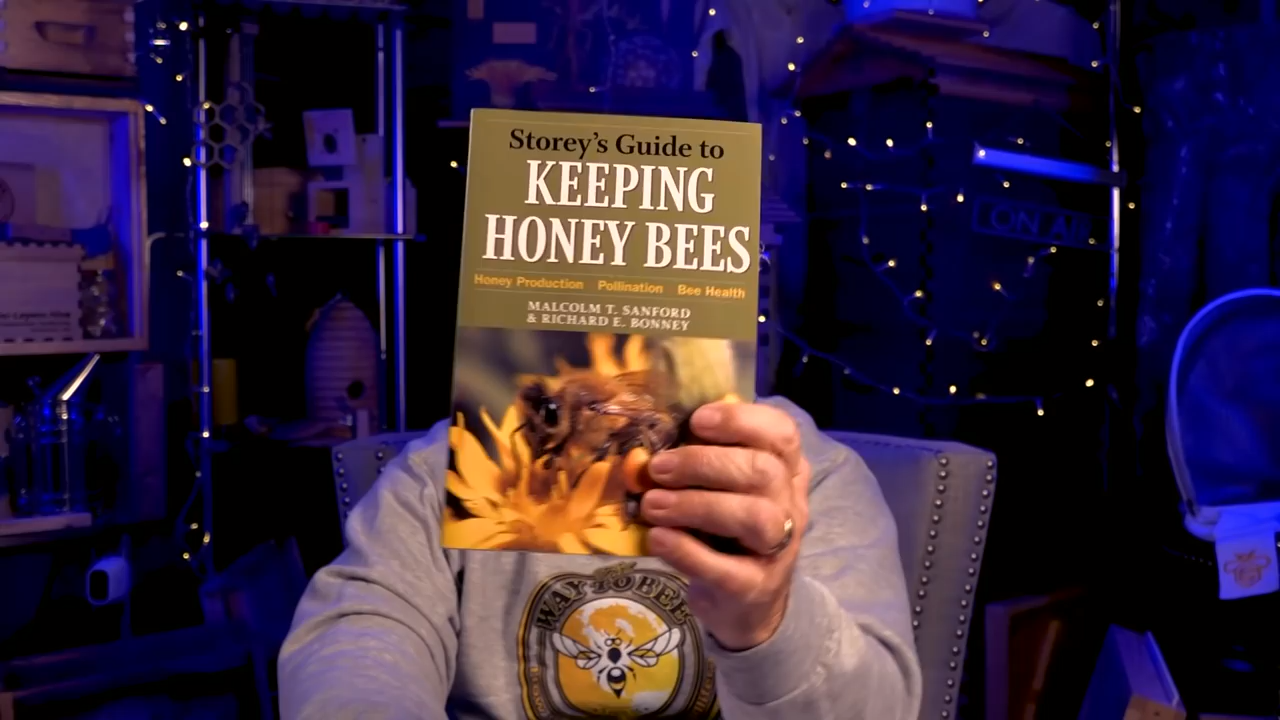 Storey's Guide to
KEEPING
HONEY BEES
Honey Production Pollination Bee Health
MALCOLM T. SANFORD
& RICHARD E. BONNEY
ON AIR
WAY TO BEE